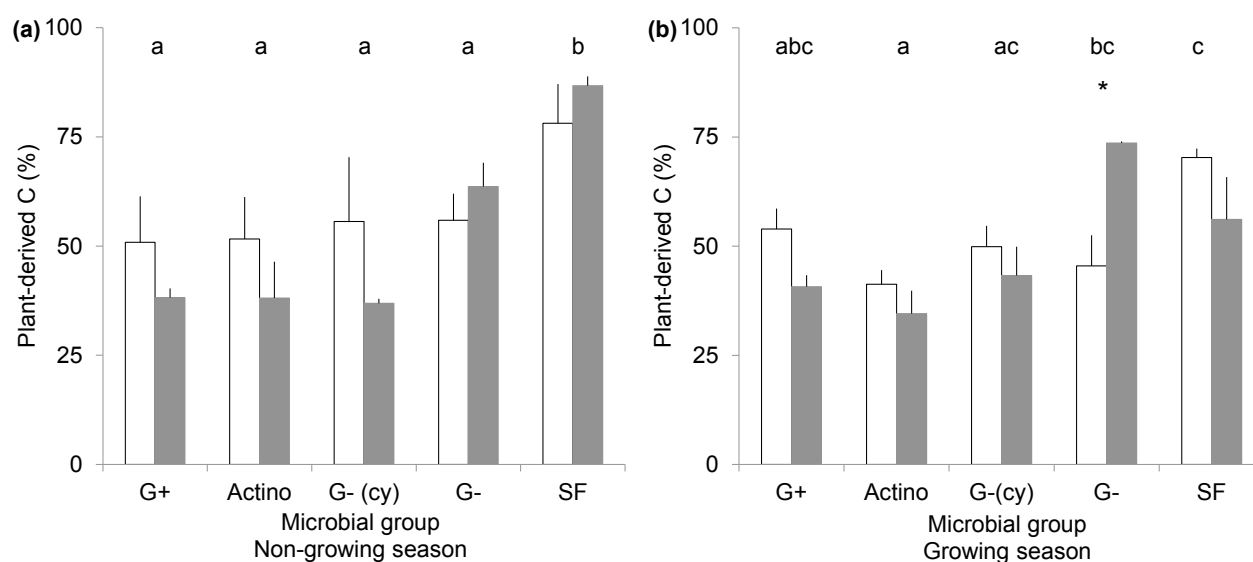 (a)
Plant-derived C (%)
100
75
50
25
0
a a a a b
G+ Actino G- (cy) G- SF
Microbial group
Non-growing season
(b)
Plant-derived C (%)
100
75
50
25
0
abc a ac bc c
*
G+ Actino G-(cy) G- SF
Microbial group
Growing season